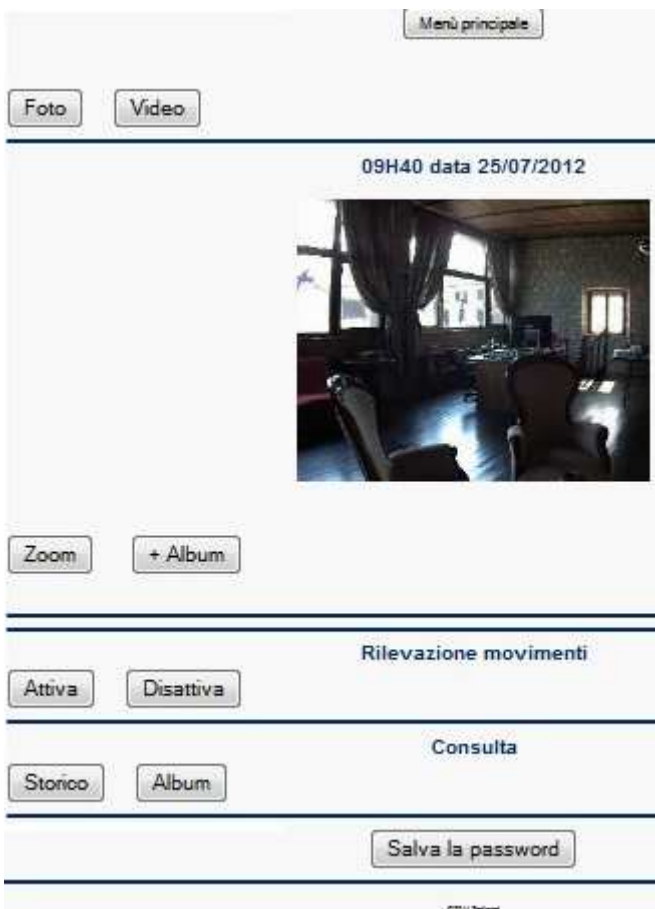 Menù principale
Foto Video
09H40 data 25/07/2012
Zoom + Album
Rilevazione movimenti
Attiva Disattiva
Consulta
Storico Album
Salva la password